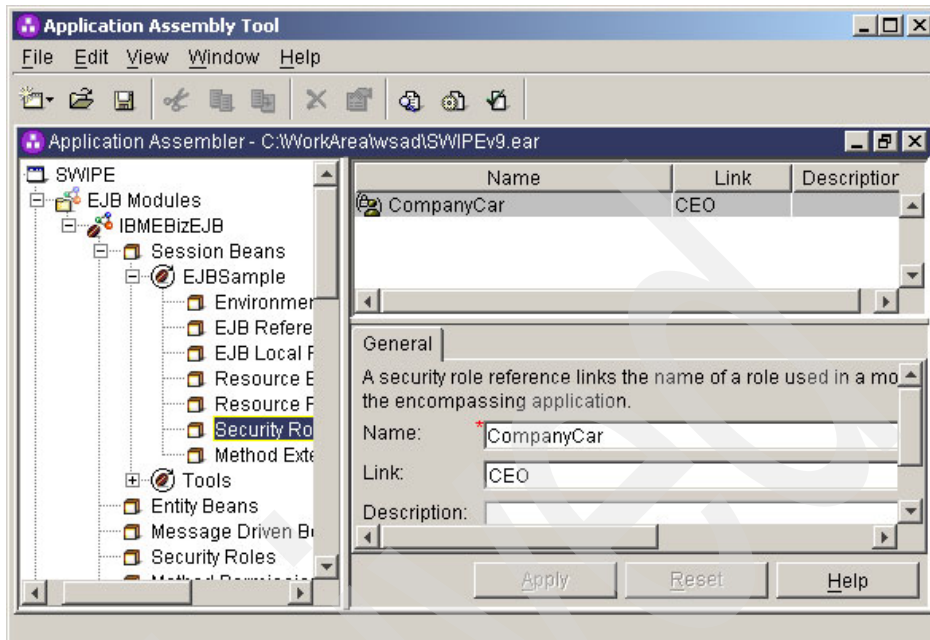 Application Assembly Tool
File Edit View Window Help
Application Assembler - C:\WorkArea\wsad\SWIPEv9.ear
SWIPE
EJB Modules
IBMEBizEJB
Session Beans
EJBSample
Environmer
EJB Refere
EJB Local
Resource
Resource
Security Ro
Method Exte
Tools
Entity Beans
Message Driven
Security Roles
Name Link Description
CompanyCar CEO
General
A security role reference links the name of a role used in a mo
the encompassing application.
Name: *CompanyCar
Link: CEO
Description:
Apply Reset Help